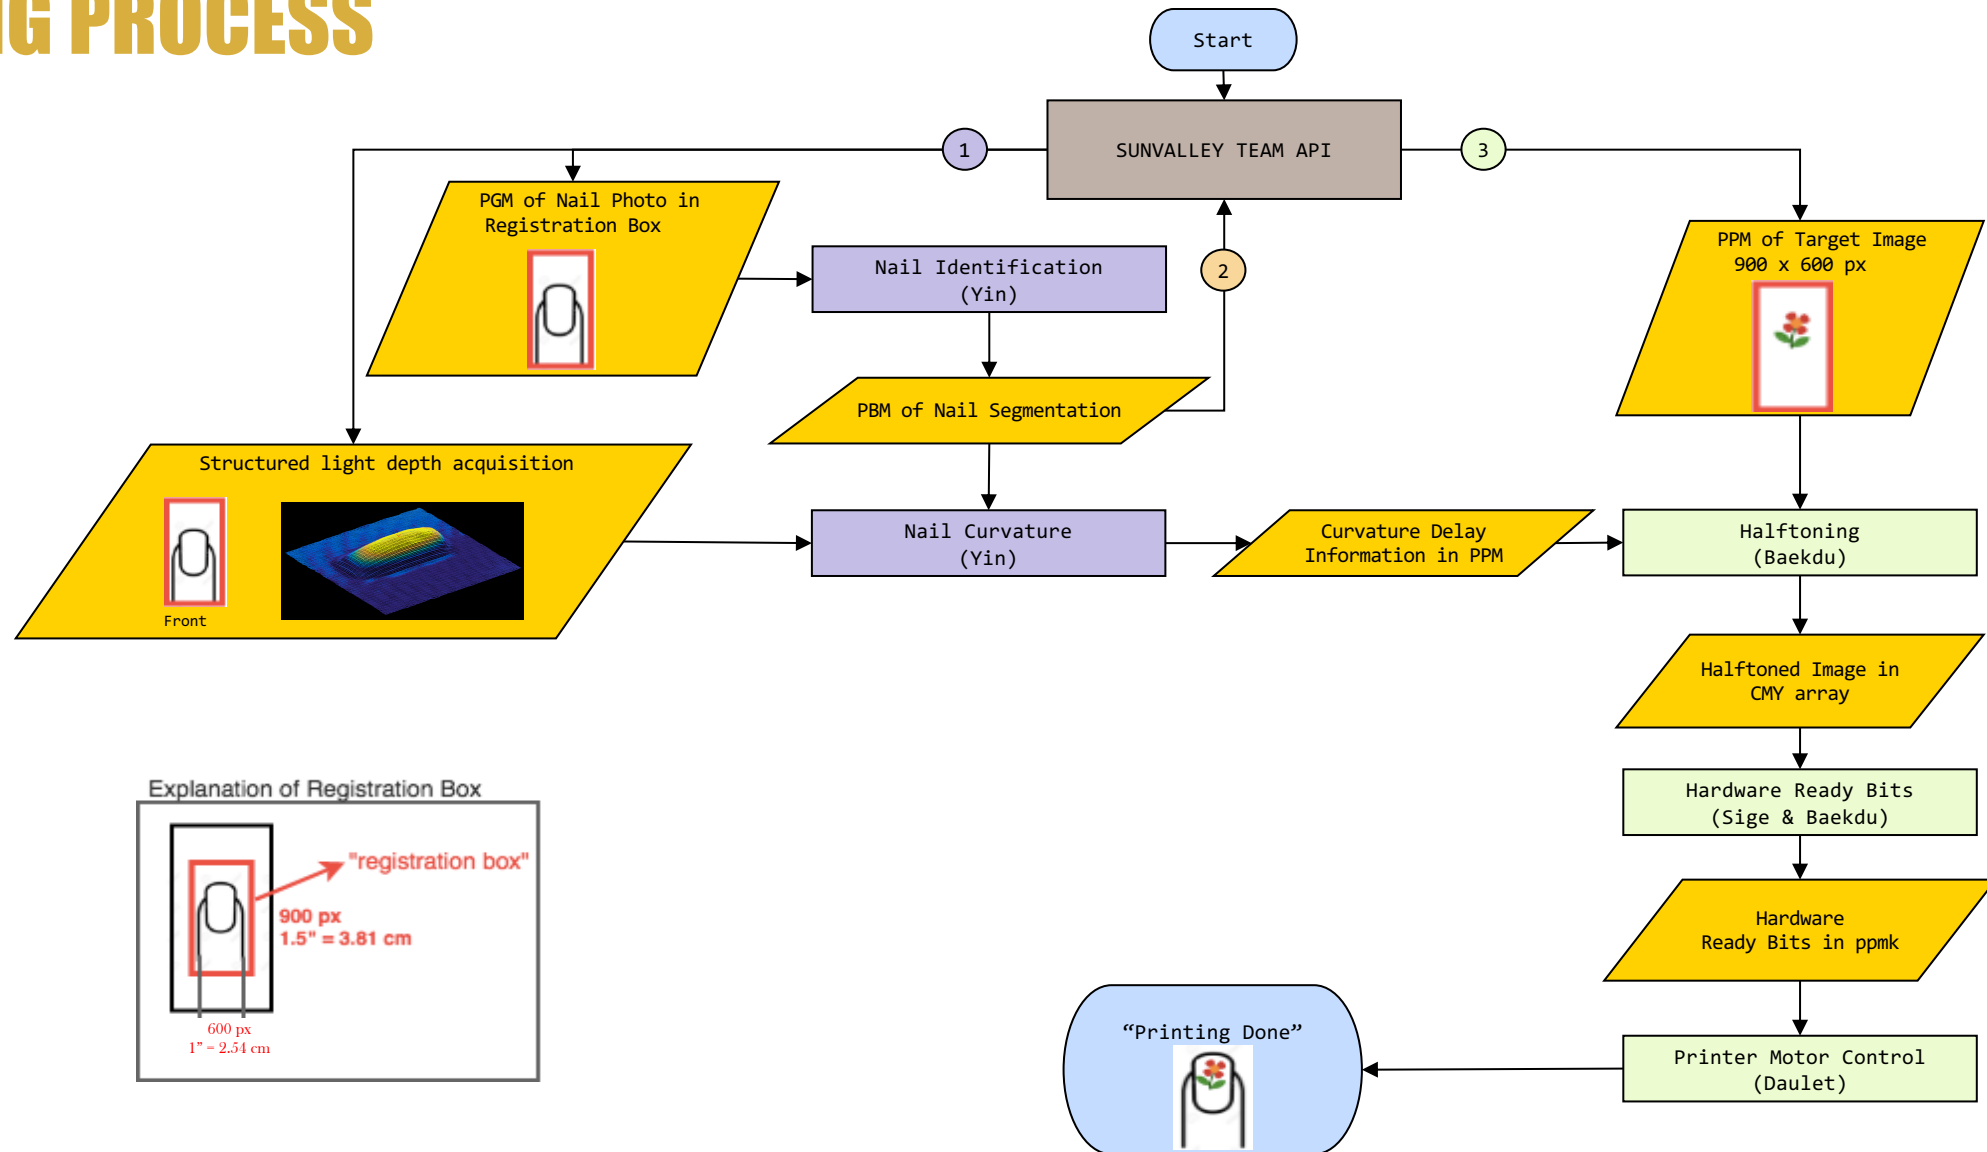 NG PROCESS
Start
SUNVALLEY TEAM API
1
3
PGM of Nail Photo in
Registration Box
Nail Identification
(Yin)
2
PPM of Target Image
900 x 600 px
PBM of Nail Segmentation
Structured light depth acquisition
Front
Nail Curvature
(Yin)
Curvature Delay
Information in PPM
Halftoning
(Baekdu)
Halftoned Image in
CMY array
Hardware Ready Bits
(Sige & Baekdu)
Hardware
Ready Bits in ppmk
Printer Motor Control
(Daulet)
“Printing Done”
Explanation of Registration Box
"registration box"
900 px
1.5" = 3.81 cm
600 px
1” = 2.54 cm